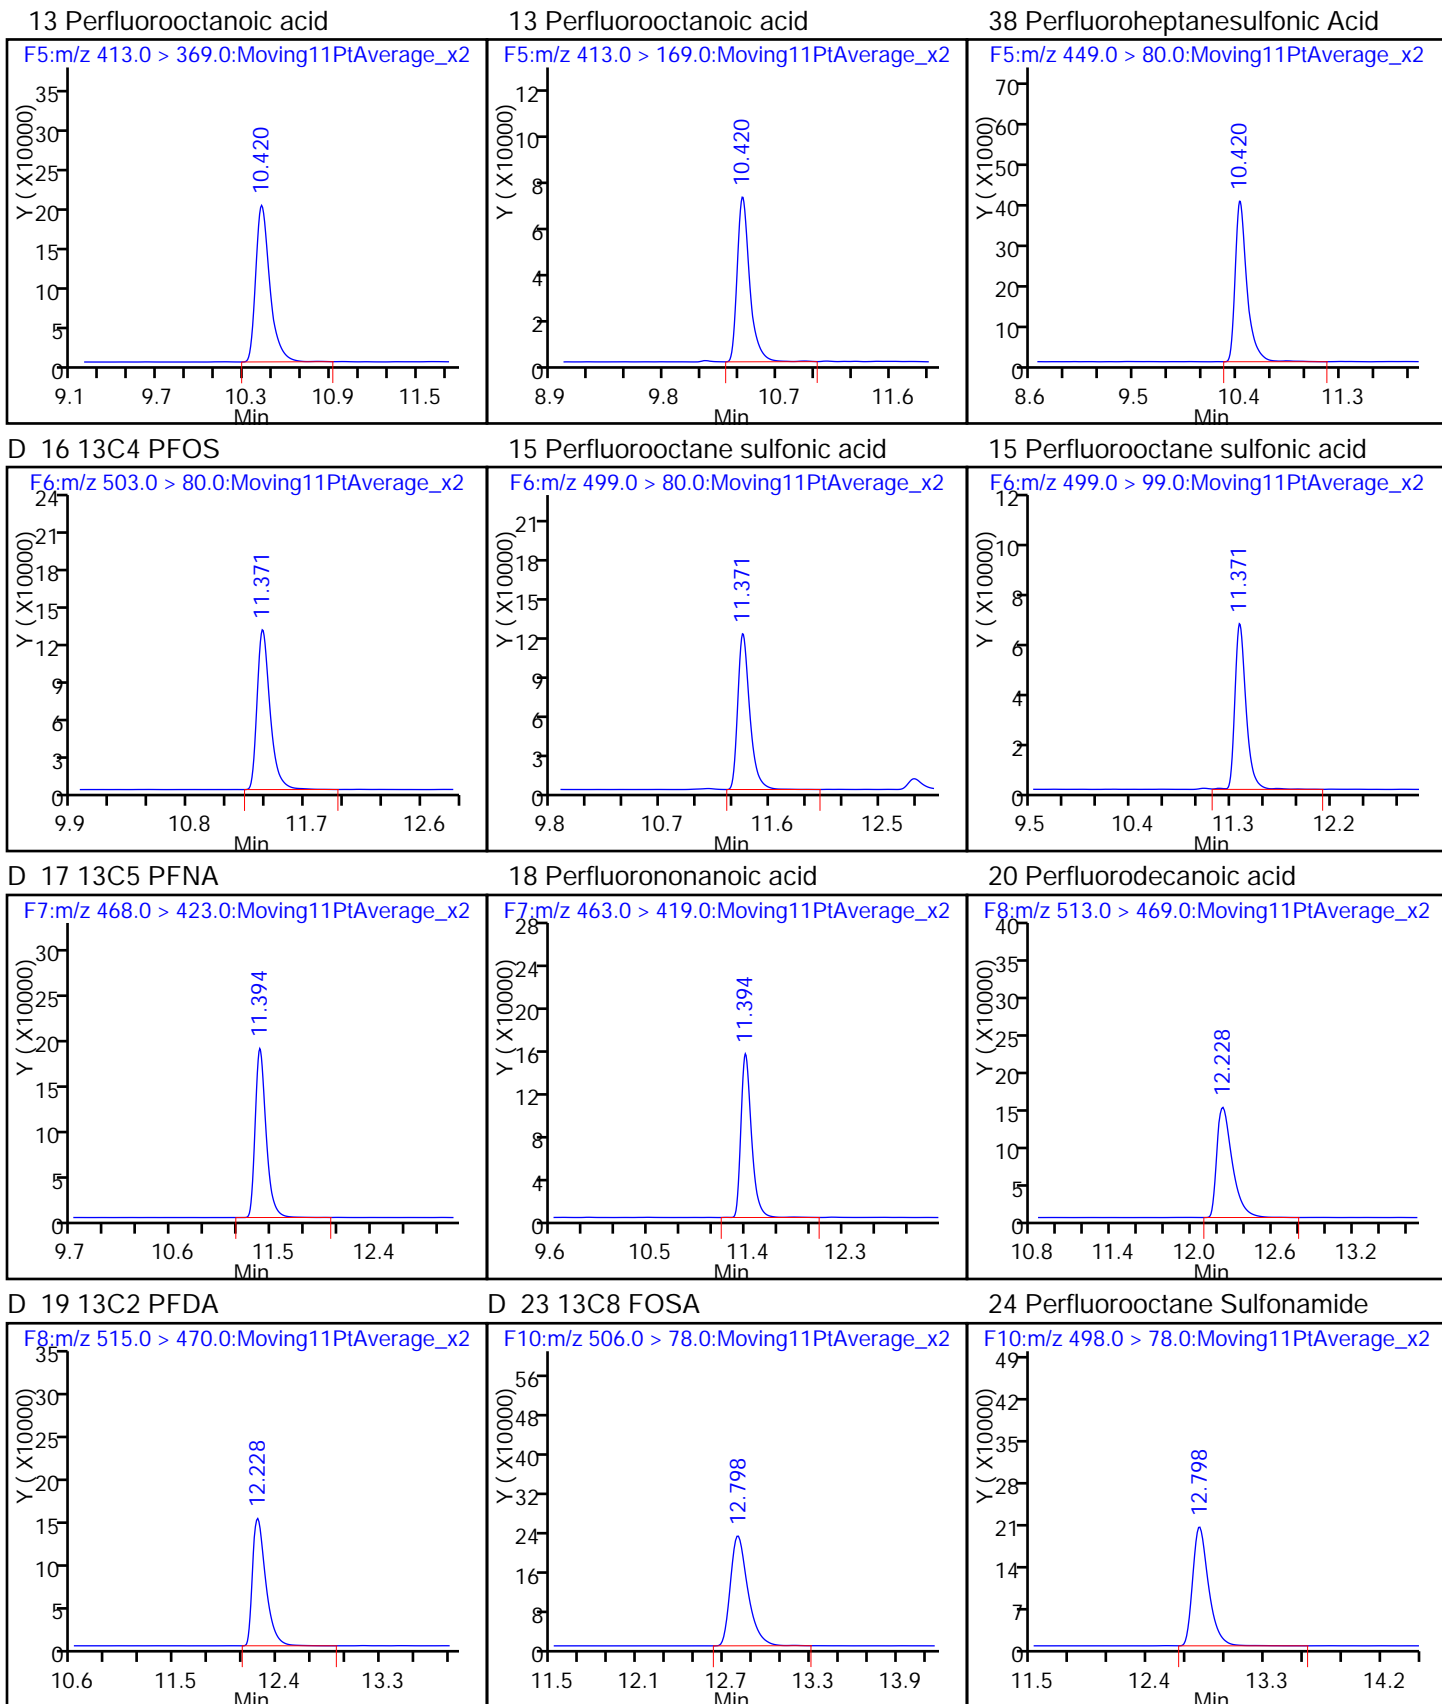 13 Perfluorooctanoic acid
13 Perfluorooctanoic acid
38 Perfluoroheptanesulfonic Acid
F5:m/z 413.0 > 369.0:Moving11PtAverage_x2
Y ( X10000)
35
30
25
20
15
10
5
0
10.420
9.1 9.7 10.3 10.9 11.5
Min
F5:m/z 413.0 > 169.0:Moving11PtAverage_x2
Y ( X10000)
12
10
8
6
4
2
0
10.420
8.9 9.8 10.7 11.6
Min
F5:m/z 449.0 > 80.0:Moving11PtAverage_x2
Y ( X1000)
70
60
50
40
30
20
10
0
10.420
8.6 9.5 10.4 11.3
Min
D 16 13C4 PFOS
15 Perfluorooctane sulfonic acid
15 Perfluorooctane sulfonic acid
F6:m/z 503.0 > 80.0:Moving11PtAverage_x2
Y ( X10000)
24
21
18
15
12
9
6
3
0
11.371
9.9 10.8 11.7 12.6
Min
F6:m/z 499.0 > 80.0:Moving11PtAverage_x2
Y ( X10000)
21
18
15
12
9
6
3
0
11.371
9.8 10.7 11.6 12.5
Min
F6:m/z 499.0 > 99.0:Moving11PtAverage_x2
Y ( X10000)
12
10
8
6
4
2
0
11.371
9.5 10.4 11.3 12.2
Min
D 17 13C5 PFNA
18 Perfluorononanoic acid
20 Perfluorodecanoic acid
F7:m/z 468.0 > 423.0:Moving11PtAverage_x2
Y ( X10000)
30
25
20
15
10
5
0
11.394
9.7 10.6 11.5 12.4
Min
F7:m/z 463.0 > 419.0:Moving11PtAverage_x2
Y ( X10000)
28
24
20
16
12
8
4
0
11.394
9.6 10.5 11.4 12.3
Min
F8:m/z 513.0 > 469.0:Moving11PtAverage_x2
Y ( X10000)
40
35
30
25
20
15
10
5
0
12.228
10.8 11.4 12.0 12.6 13.2
Min
D 19 13C2 PFDA
D 23 13C8 FOSA
24 Perfluorooctane Sulfonamide
F8:m/z 515.0 > 470.0:Moving11PtAverage_x2
Y ( X10000)
35
30
25
20
15
10
5
0
12.228
10.6 11.5 12.4 13.3
Min
F10:m/z 506.0 > 78.0:Moving11PtAverage_x2
Y ( X10000)
56
48
40
32
24
16
8
0
12.798
11.5 12.1 12.7 13.3 13.9
Min
F10:m/z 498.0 > 78.0:Moving11PtAverage_x2
Y ( X10000)
49
42
35
28
21
14
7
0
12.798
11.5 12.4 13.3 14.2
Min